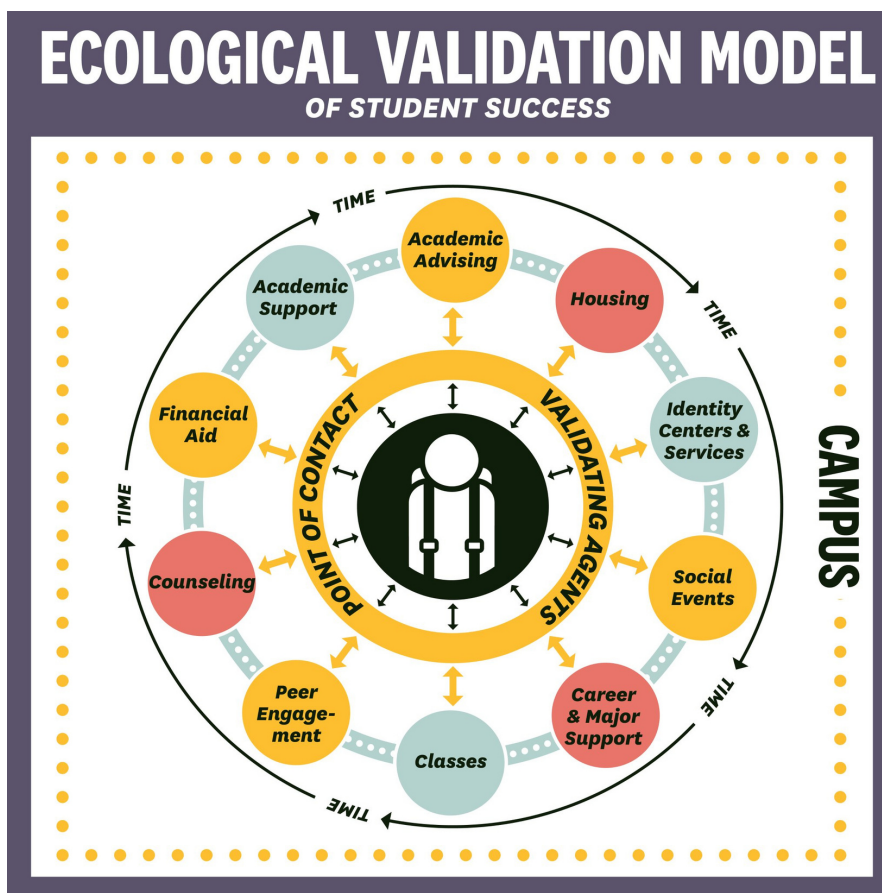 ECOLOGICAL VALIDATION MODEL
OF STUDENT SUCCESS
TIME
Academic
Advising
Academic
Support
Housing
TIME
Financial
Aid
Identity
Centers &
Services
POINT OF CONTACT
VALIDATING AGENTS
CAMPUS
TIME
Counseling
Social
Events
Peer
Engage-
ment
Career
& Major
Support
TIME
Classes
TIME